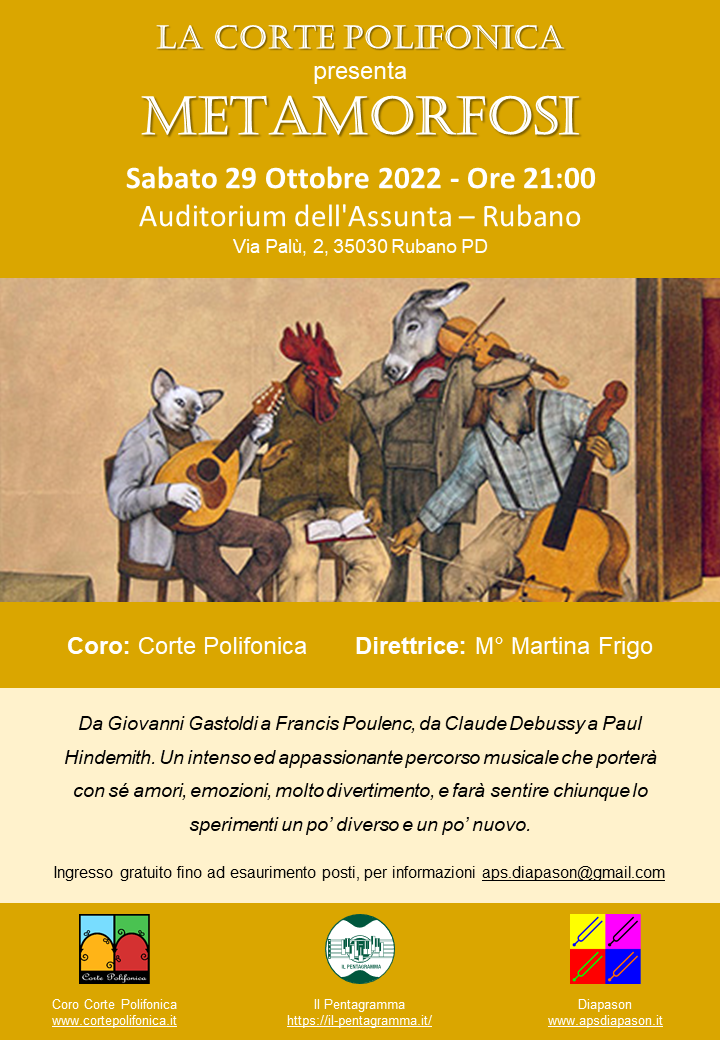 LA CORTE POLIFONICA
presenta
METAMORFOSI
Sabato 29 Ottobre 2022 - Ore 21:00
Auditorium dell'Assunta – Rubano
Via Palù, 2, 35030 Rubano PD
Coro: Corte Polifonica Direttrice: M° Martina Frigo
Da Giovanni Gastoldi a Francis Poulenc, da Claude Debussy a Paul
Hindemith. Un intenso ed appassionante percorso musicale che porterà
con sé amori, emozioni, molto divertimento, e farà sentire chiunque lo
sperimenti un po’ diverso e un po’ nuovo.
Ingresso gratuito fino ad esaurimento posti, per informazioni aps.diapason@gmail.com
Corte Polifonica
IL PENTAGRAMMA
Coro Corte Polifonica
www.cortepolifonica.it
Il Pentagramma
https://il-pentagramma.it/
Diapason
www.apsdiapason.it